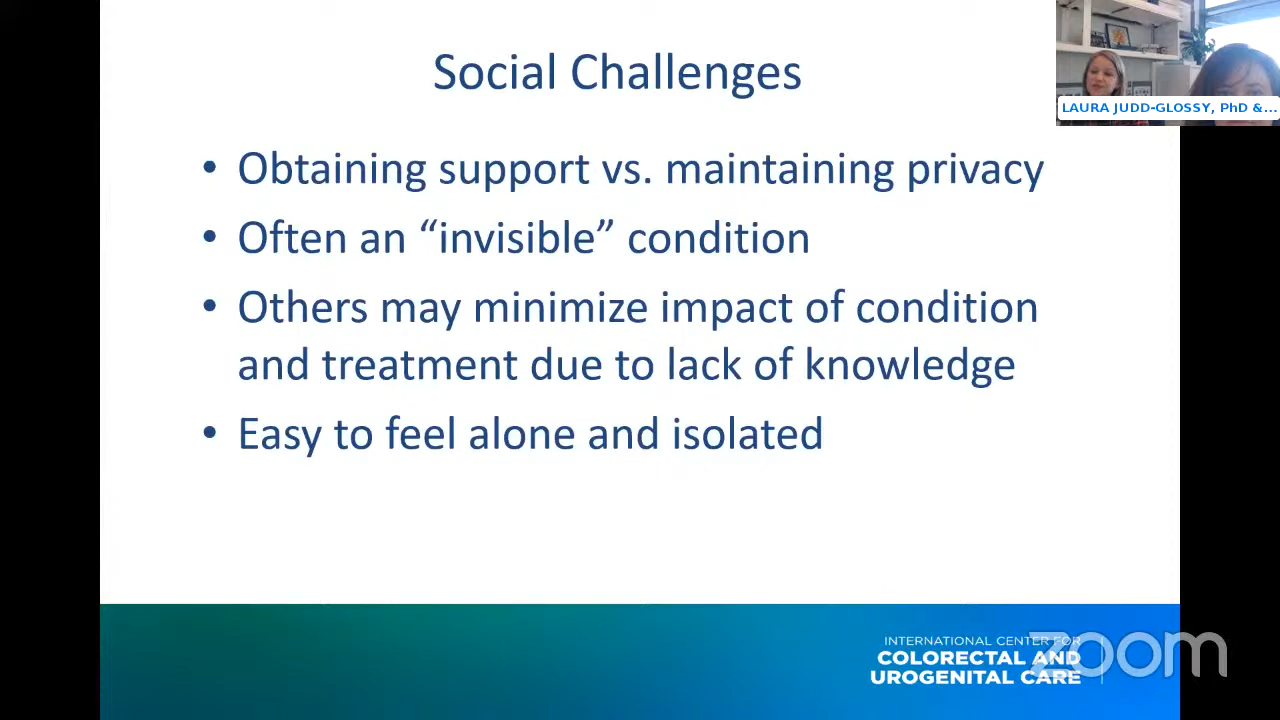 Social Challenges
LAURA JUDD-GLOSSY, PhD &...
• Obtaining support vs. maintaining privacy
• Often an “invisible” condition
• Others may minimize impact of condition
and treatment due to lack of knowledge
• Easy to feel alone and isolated
INTERNATIONAL CENTER FOR
COLORECTAL AND
UROGENITAL CARE
zoom